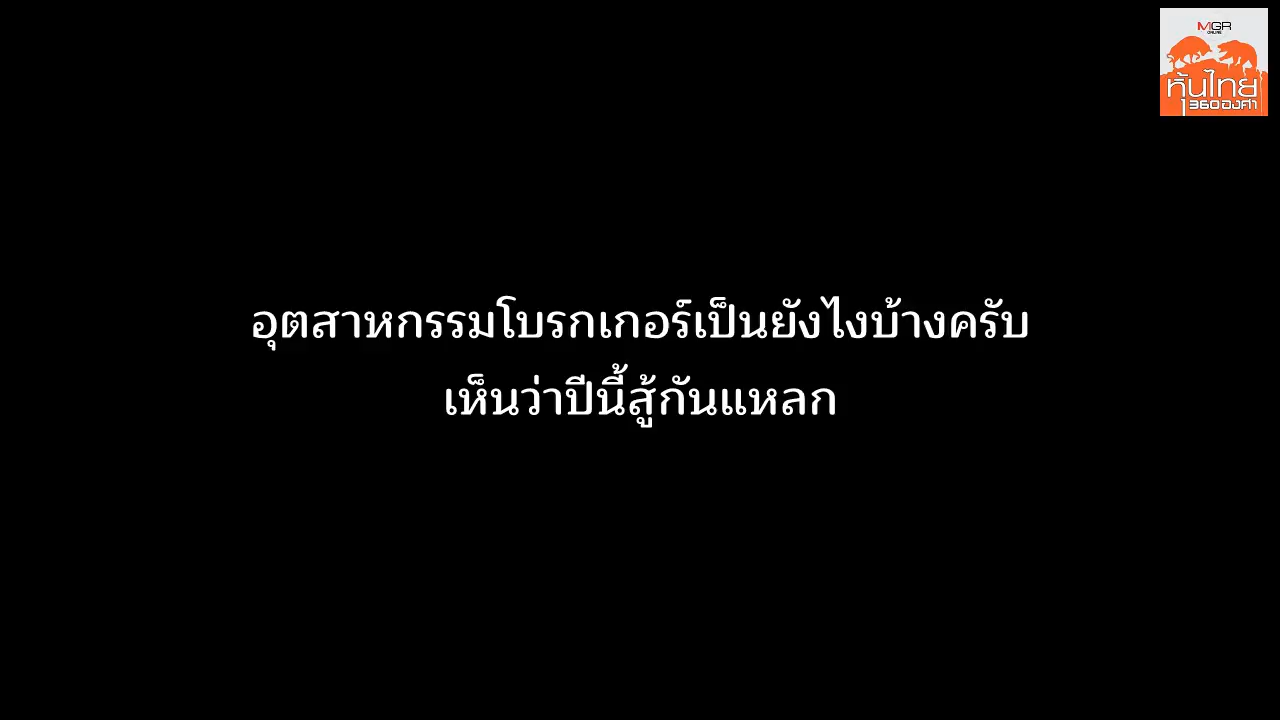 MGR
ONLINE
หุ้นไทย
360องศา
อุตสาหกรรมโบรกเกอร์เป็นยังไงบ้างครับ
เห็นว่าปีนี้สู้กันแหลก